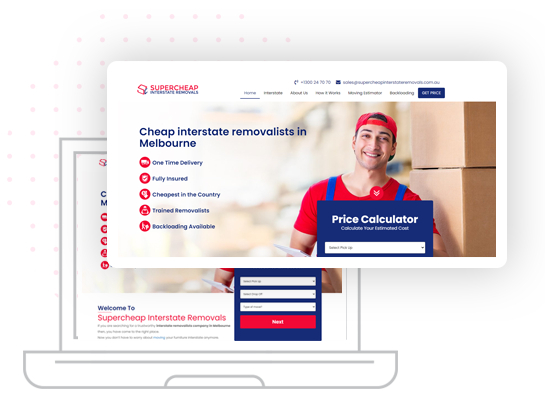 +1300 24 70 70 sales@supercheapinterstateremovals.com.au
SUPERCHEAP
INTERSTATE REMOVALS
Home Interstate About Us How It Works Moving Estimator Backloading GET PRICE
Cheap interstate removalists in
Melbourne
One Time Delivery
Fully Insured
Cheapest in the Country
Trained Removalists
Backloading Available
Price Calculator
Calculate Your Estimated Cost
Select Pick Up
C
M
Select Pick Up
Select Drop Off
Type of move?
Next
Welcome To
Supercheap Interstate Removals
If you are searching for a trustworthy interstate removalists company in Melbourne
then, you have come to the right place.
Now you don't have to worry about moving your furniture interstate anymore.